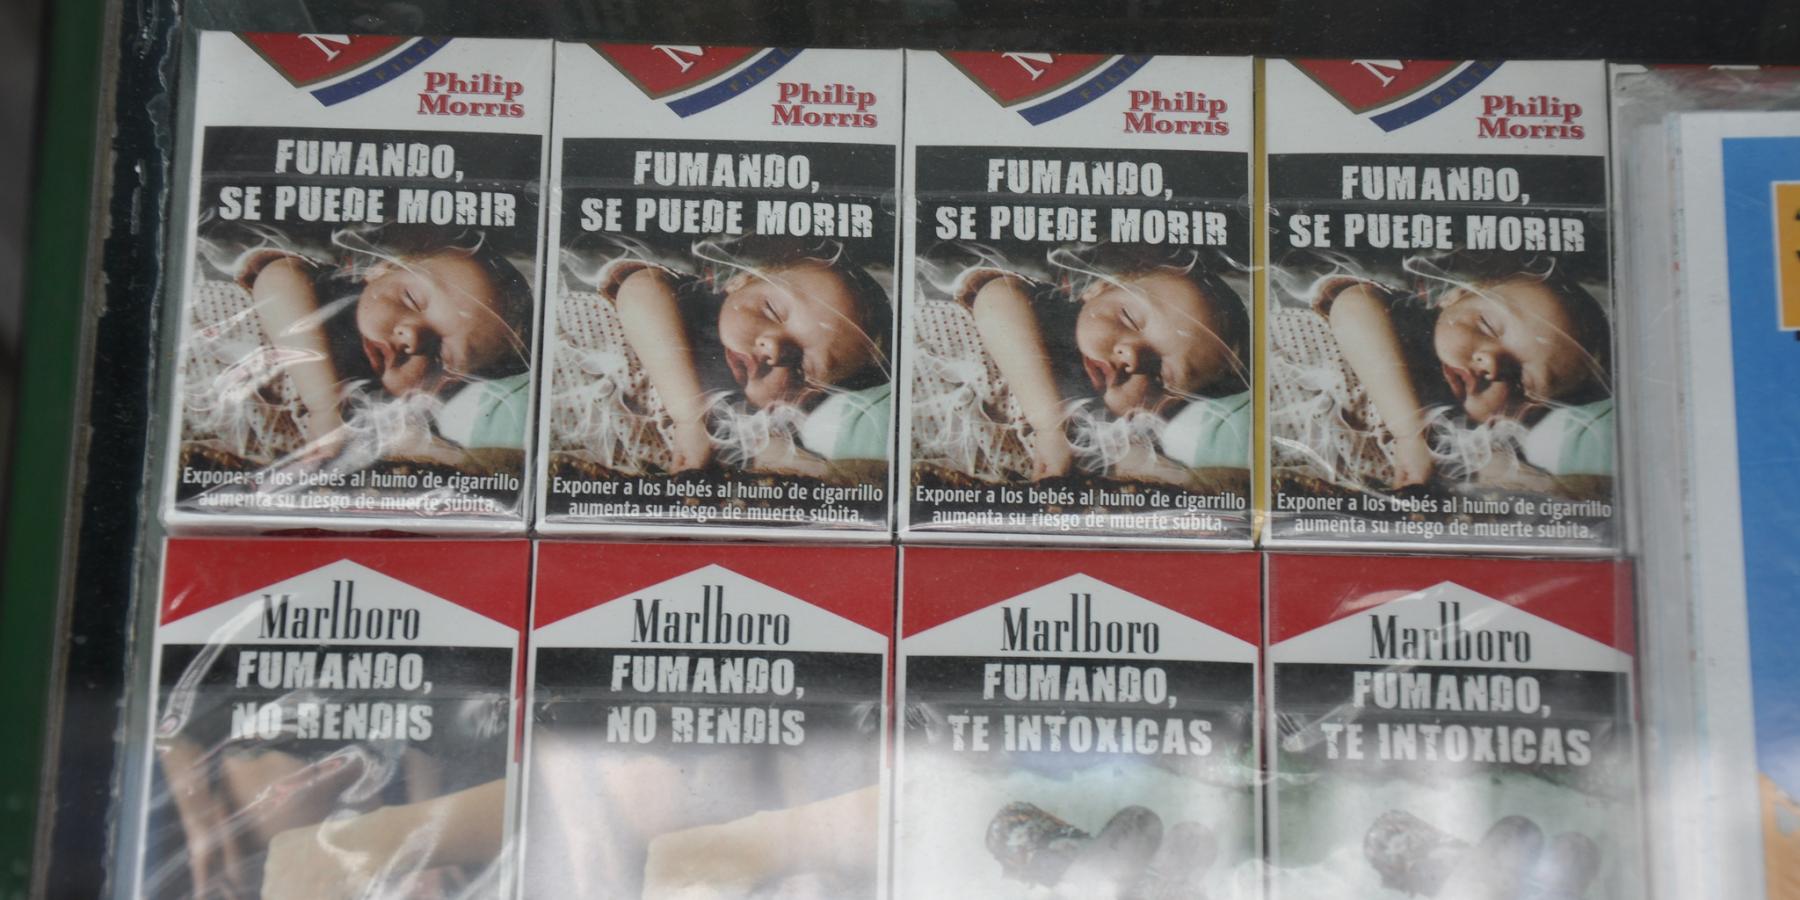 FILT
Philip
Morris
FUMANDO,
SE PUEDE MORIR
Exponer a los bebés al humo de cigarrillo
aumenta su riesgo de muerte súbita.
FILT
Philip
Morris
FUMANDO,
SE PUEDE MORIR
Exponer a los bebés al humo de cigarrillo
aumenta su riesgo de muerte súbita.
FILT
Philip
Morris
FUMANDO,
SE PUEDE MORIR
Exponer a los bebés al humo de cigarrillo
aumenta su riesgo de muerte súbita.
FILT
Philip
Morris
FUMANDO,
SE PUEDE MORIR
Exponer a los bebés al humo de cigarrillo
aumenta su riesgo de muerte súbita.
Marlboro
FUMANDO,
NO RENDIS
Marlboro
FUMANDO,
NO RENDIS
Marlboro
FUMANDO,
TE INTOXICAS
Marlboro
FUMANDO,
TE INTOXICAS